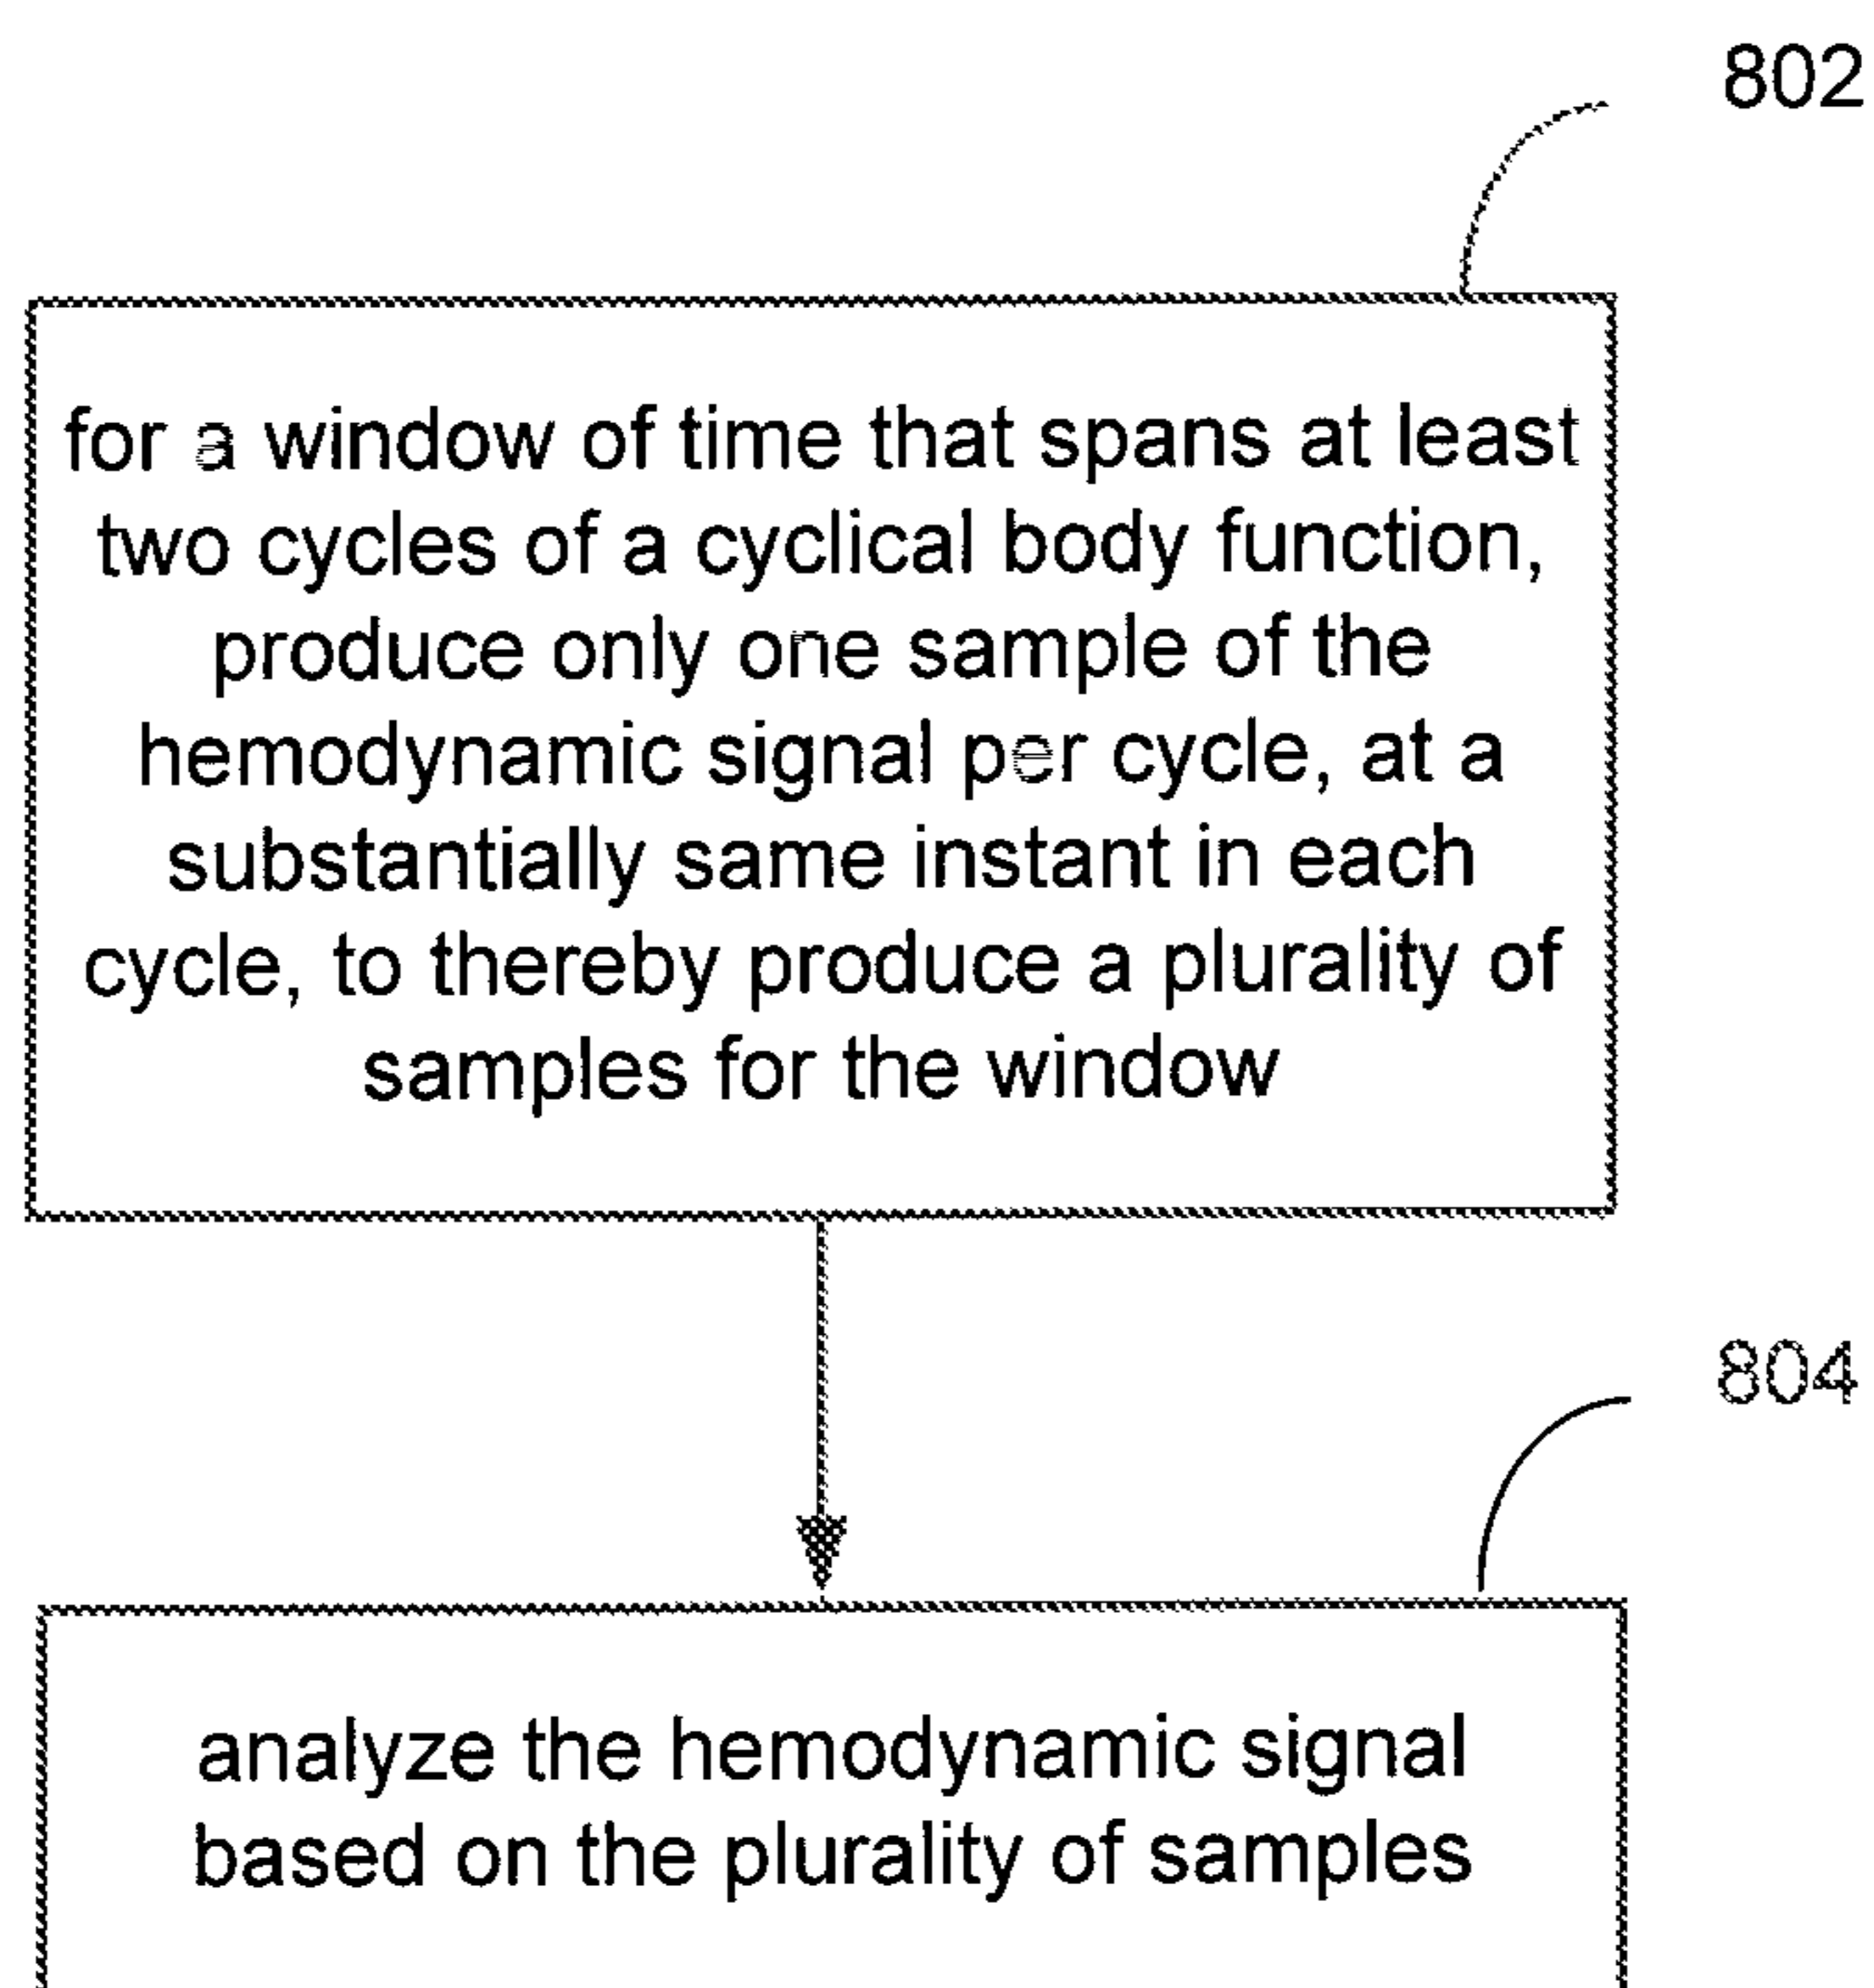 802
for a window of time that spans at least
two cycles of a cyclical body function,
produce only one sample of the
hemodynamic signal per cycle, at a
substantially same instant in each
cycle, to thereby produce a plurality of
samples for the window
804
analyze the hemodynamic signal
based on the plurality of samples